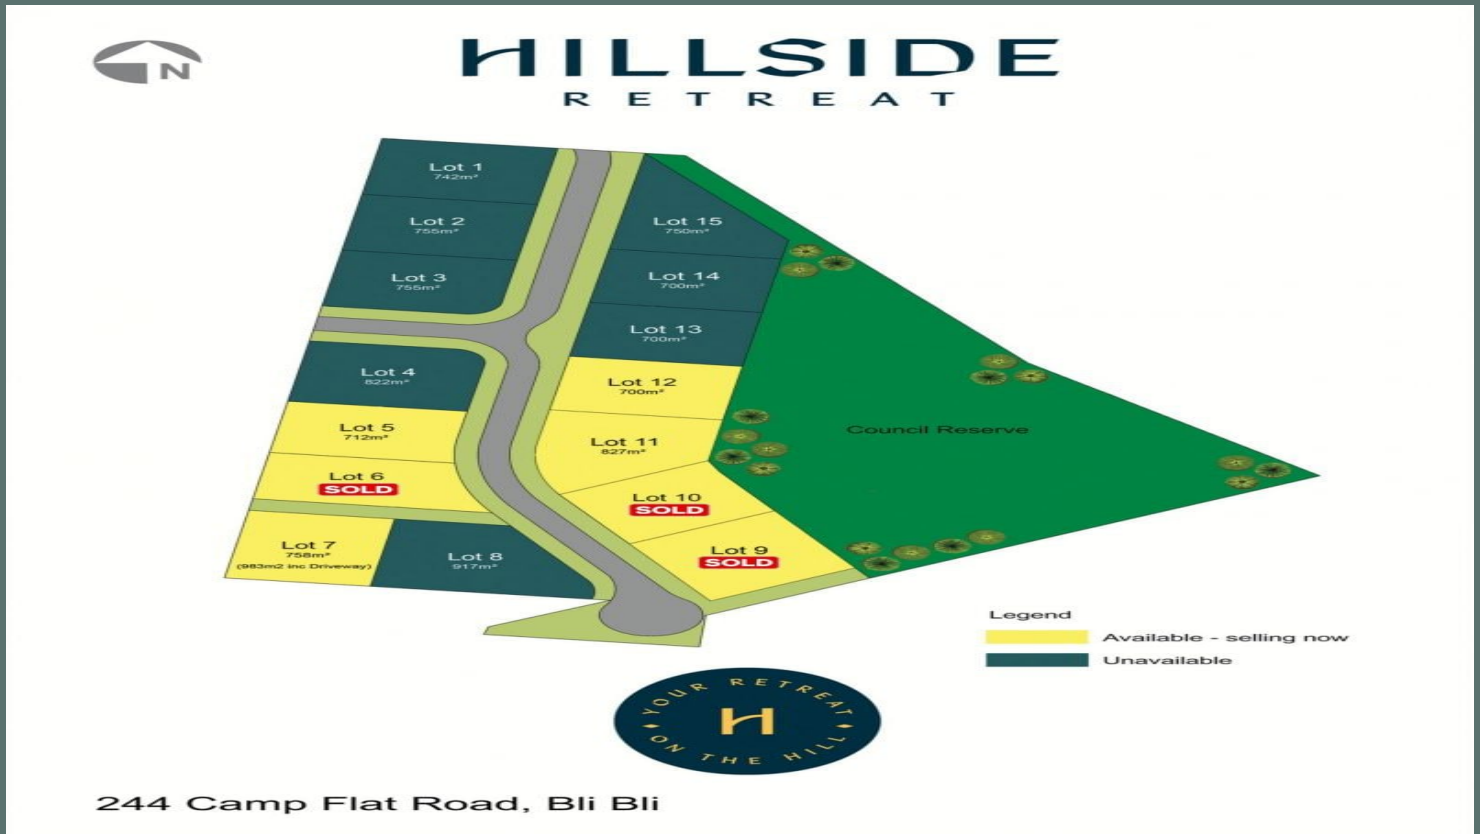 N
HILLSIDE
RETREAT
Lot 1
742m²
Lot 2
755m²
Lot 3
755m²
Lot 4
822m²
Lot 5
712m²
Lot 6
SOLD
Lot 7
758m²
(983m2 inc Driveway)
Lot 8
917m²
Lot 15
750m²
Lot 14
700m²
Lot 13
700m²
Lot 12
700m²
Lot 11
827m²
Lot 10
SOLD
Lot 9
SOLD
Council Reserve
Legend
Available - selling now
Unavailable
YOUR RETREAT
H
ON THE HILL
244 Camp Flat Road, Bli Bli